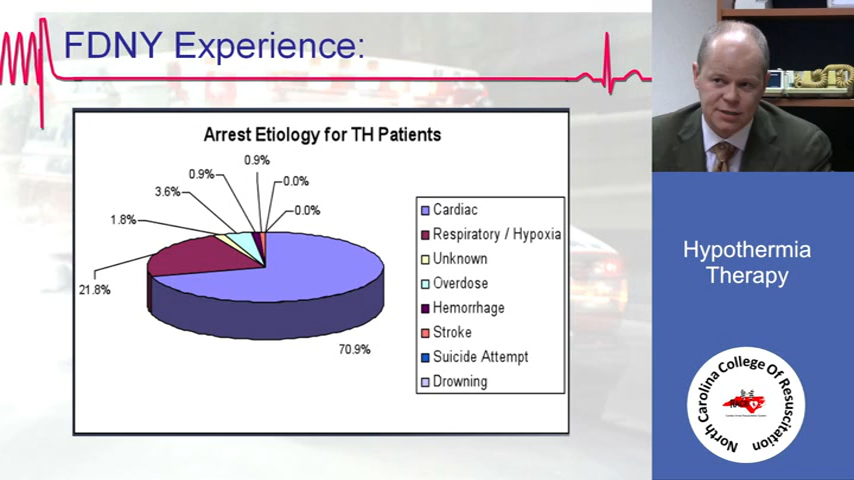 FDNY Experience:
Arrest Etiology for TH Patients
0.9%
0.9%
0.0%
3.6%
0.0%
1.8%
21.8%
70.9%
Cardiac
Respiratory / Hypoxia
Unknown
Overdose
Hemorrhage
Stroke
Suicide Attempt
Drowning
Hypothermia
Therapy
North Carolina College Of Resuscitation